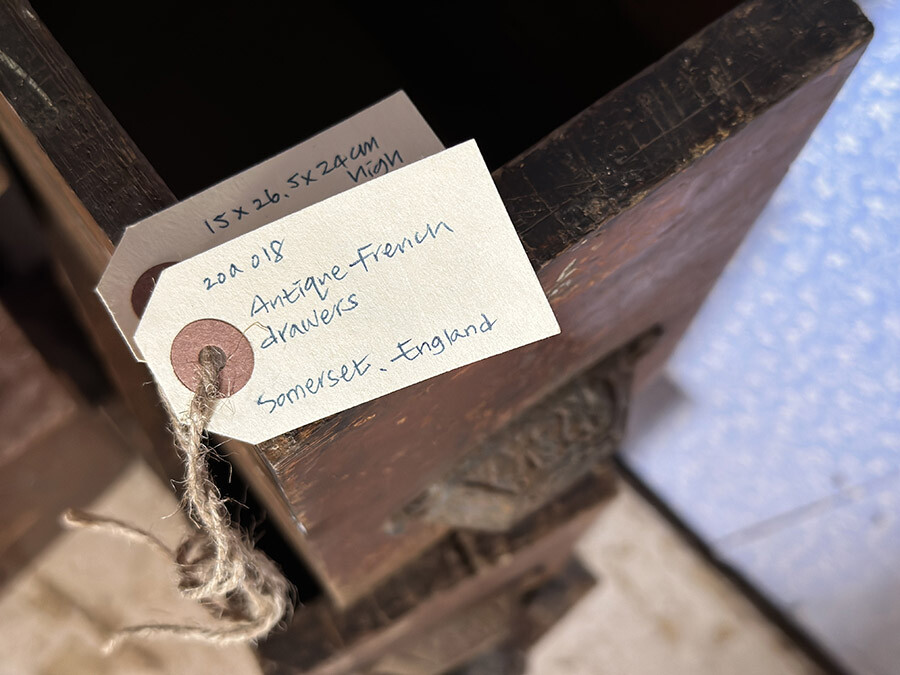 15 x 26.5 x 24cm
high
20a 018
Antique French
drawers
Somerset. England